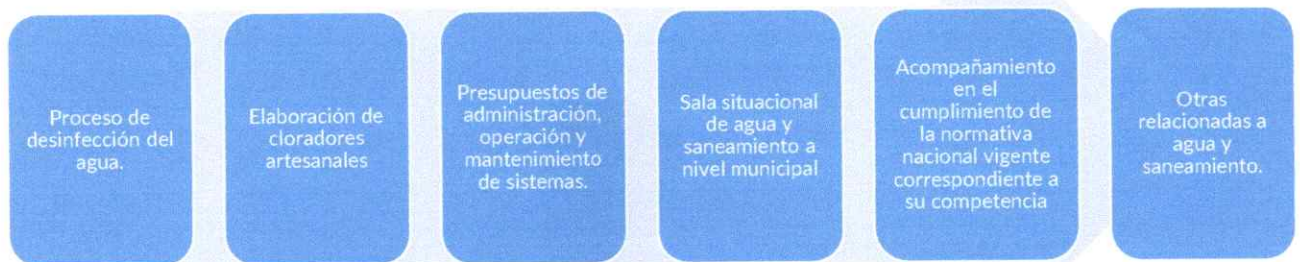 Proceso de
desinfección del
agua.
Elaboración de
cloradores
artesanales
Presupuestos de
administración,
operación y
mantenimiento
de sistemas.
Sala situacional
de agua y
saneamiento a
nivel municipal
Acompañamiento
en el
cumplimiento de
la normativa
nacional vigente
correspondiente a
su competencia
Otras
relacionadas a
agua y
saneamiento.